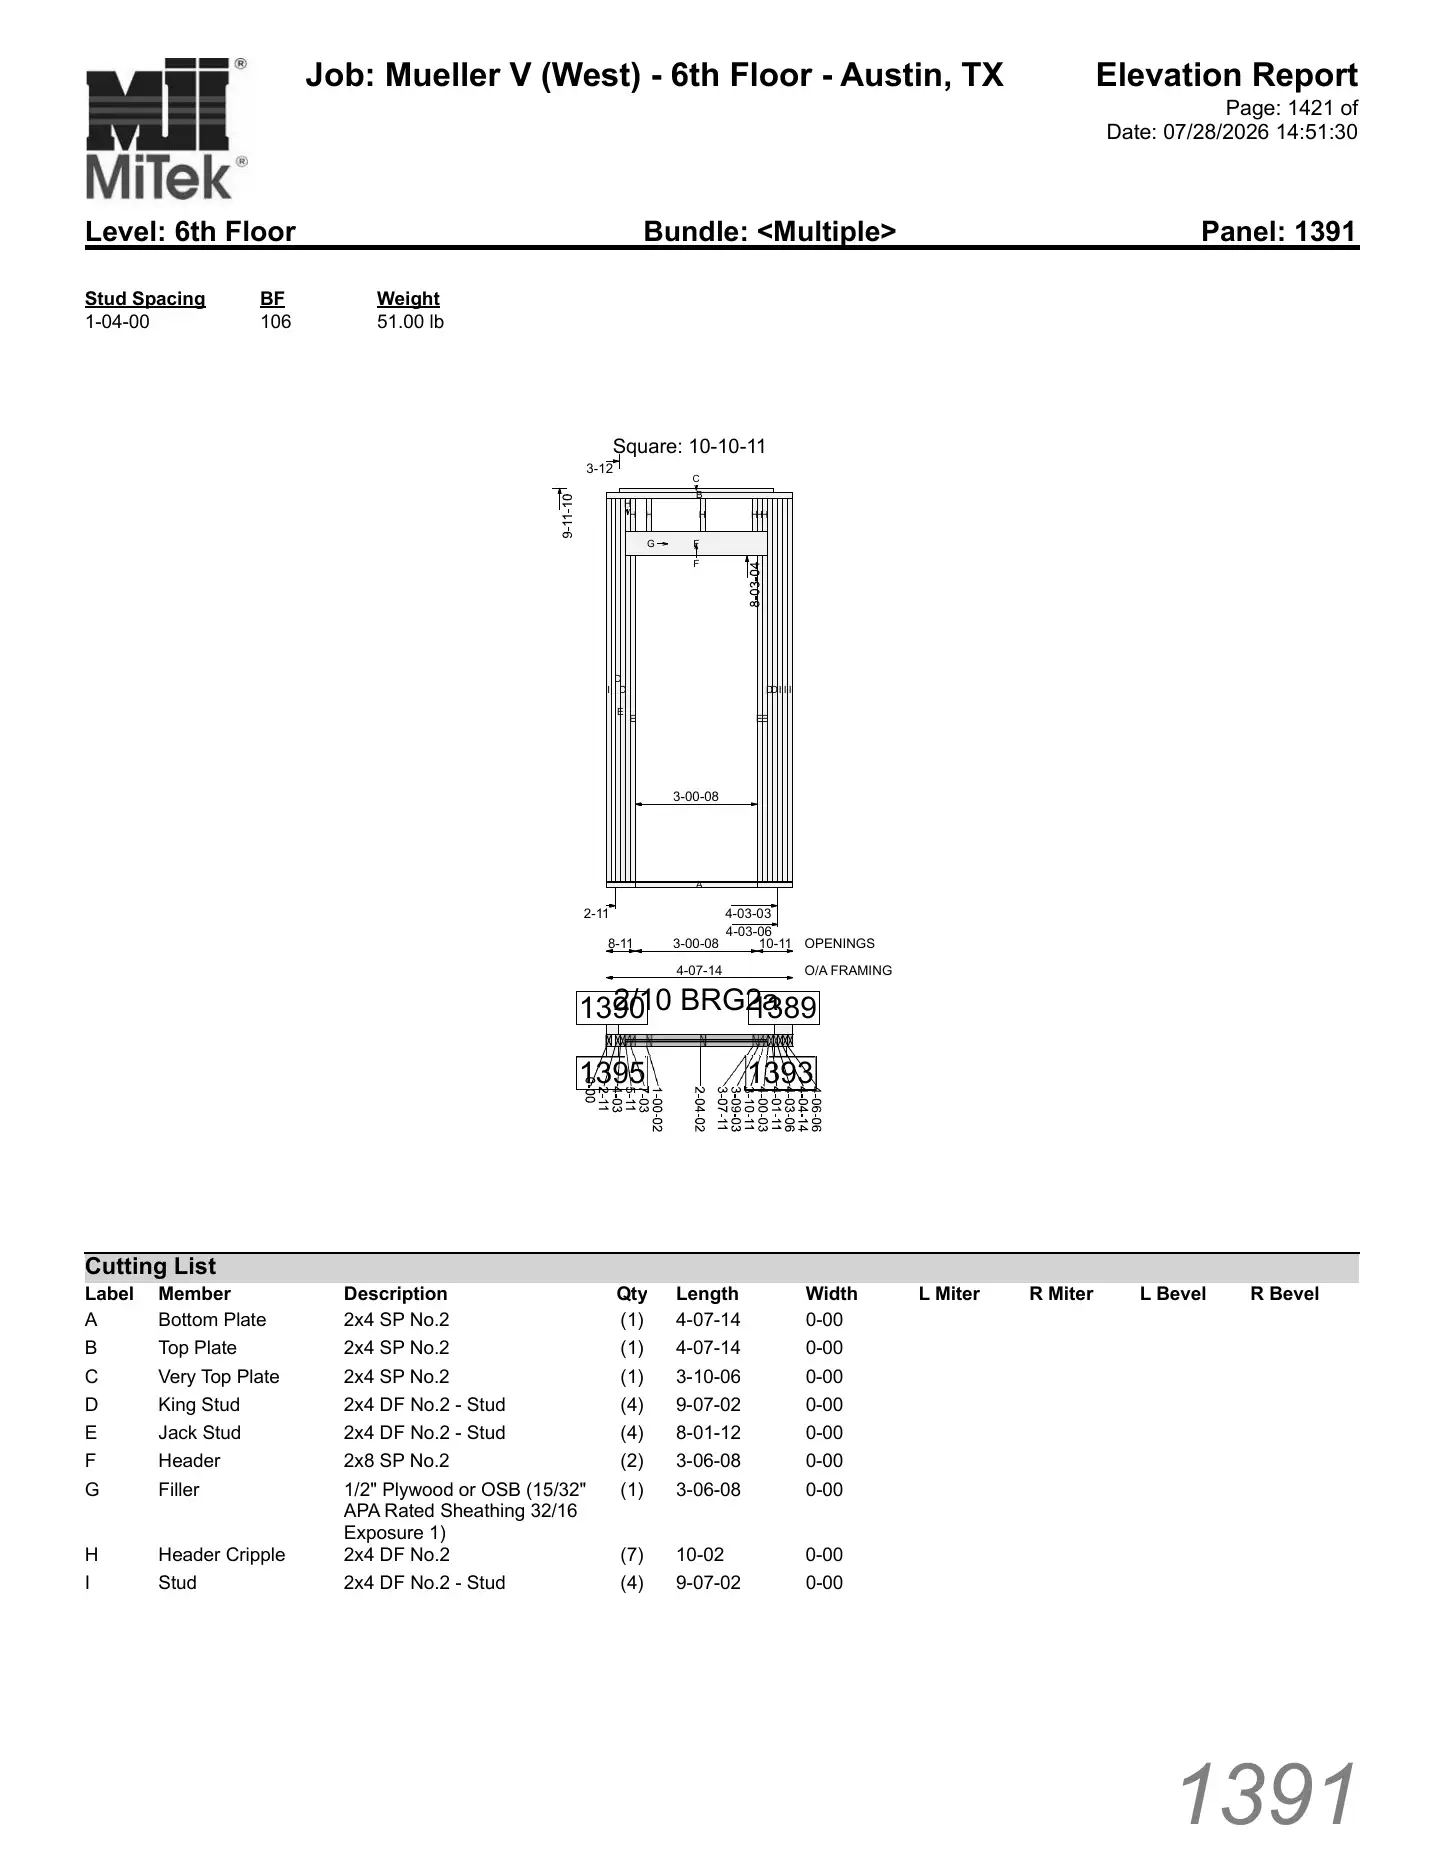 MiTek®
Job: Mueller V (West) - 6th Floor - Austin, TX
Elevation Report
Page: 1421 of
Date: 07/28/2026 14:51:30
Level: 6th Floor Bundle: <Multiple> Panel: 1391
Stud Spacing BF Weight
1-04-00 106 51.00 lb
Square: 10-10-11
3-12
C
B
9-11-10
H H H H H H H
G F
F
8-03-04
D
I D D D I I I
E
E E E
3-00-08
A
2-11 4-03-03
4-03-06
8-11 3-00-08 10-11 OPENINGS
4-07-14 O/A FRAMING
2/10 BRG2a
1390 1389
1395 1393
0-00 2-11 4-03 5-11 7-03 1-00-02 2-04-02 3-07-11 3-09-03 3-10-11 4-00-03 4-01-11 4-03-06 4-04-14 4-06-06
Cutting List
Label Member Description Qty Length Width L Miter R Miter L Bevel R Bevel
A Bottom Plate 2x4 SP No.2 (1) 4-07-14 0-00
B Top Plate 2x4 SP No.2 (1) 4-07-14 0-00
C Very Top Plate 2x4 SP No.2 (1) 3-10-06 0-00
D King Stud 2x4 DF No.2 - Stud (4) 9-07-02 0-00
E Jack Stud 2x4 DF No.2 - Stud (4) 8-01-12 0-00
F Header 2x8 SP No.2 (2) 3-06-08 0-00
G Filler 1/2" Plywood or OSB (15/32" (1) 3-06-08 0-00
APA Rated Sheathing 32/16
Exposure 1)
H Header Cripple 2x4 DF No.2 (7) 10-02 0-00
I Stud 2x4 DF No.2 - Stud (4) 9-07-02 0-00
1391